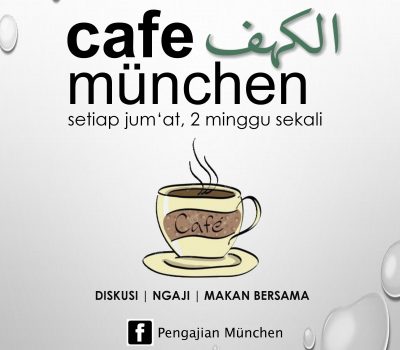 cafe الكهف
münchen
setiap jum‘at, 2 minggu sekali
Café
DISKUSI | NGAJI | MAKAN BERSAMA
f Pengajian München